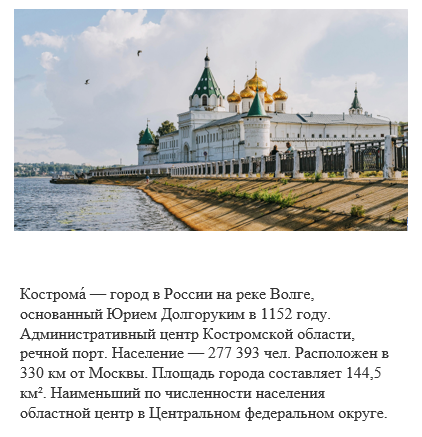 Кострома́ — город в России на реке Волге,
основанный Юрием Долгоруким в 1152 году.
Административный центр Костромской области,
речной порт. Население — 277 393 чел. Расположен в
330 км от Москвы. Площадь города составляет 144,5
км². Наименьший по численности населения
областной центр в Центральном федеральном округе.